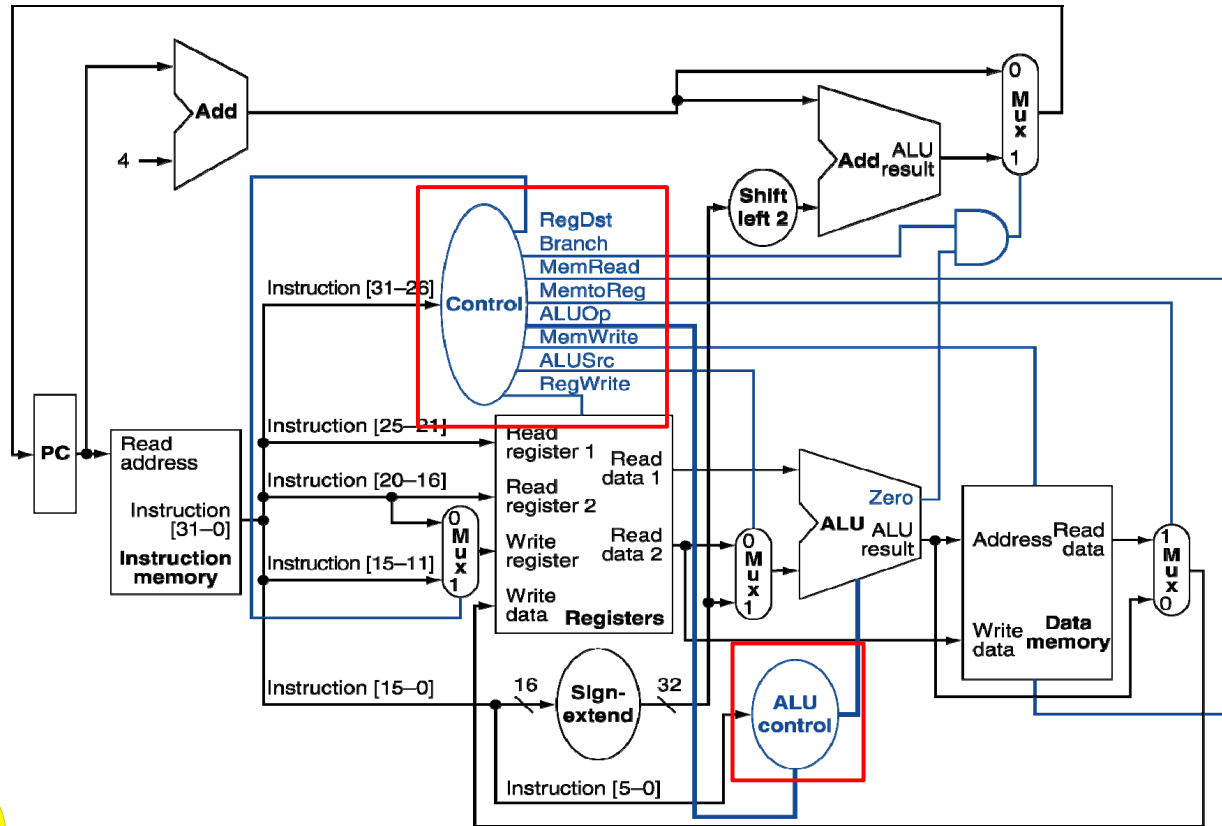 Add
4
0
Mux
1
Add
ALU
result
Shift
left 2
RegDst
Branch
MemRead
MemtoReg
ALUOp
MemWrite
ALUSrc
RegWrite
Control
Instruction [31–26]
PC
Read
address
Instruction
[31–0]
Instruction
memory
Instruction [25–21]
Instruction [20–16]
Instruction [15–11]
0
Mux
1
Read
register 1
Read
register 2
Write
register
Write
data
Read
data 1
Read
data 2
Registers
0
Mux
1
Zero
ALU
ALU
result
Address
Read
data
Write
data
Data
memory
1
Mux
0
Instruction [15–0]
16
Sign-
extend
32
ALU
control
Instruction [5–0]